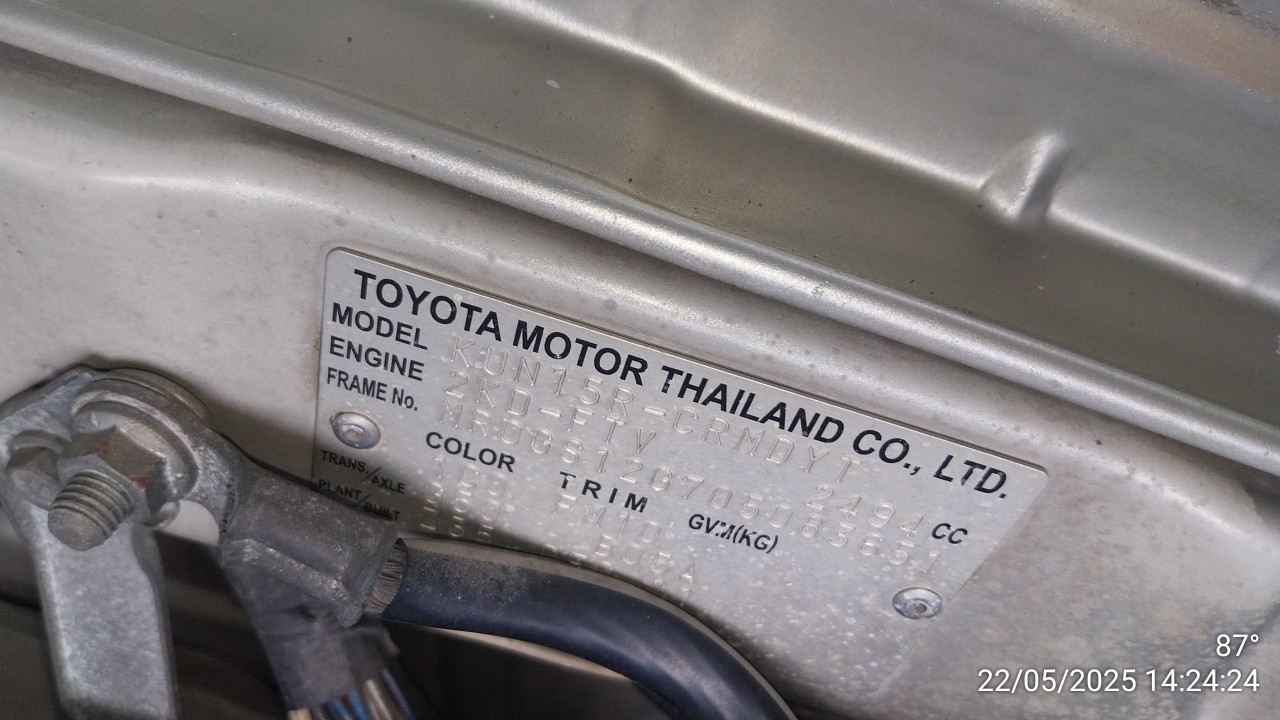 TOYOTA MOTOR THAILAND CO., LTD.
MODEL KUN15R-CRMDYT
ENGINE 2KD-FTV 2494 CC
FRAME No.
COLOR TRIM GVM(KG)
TRANS./AXLE
PLANT/BUILT
87°
22/05/2025 14:24:24